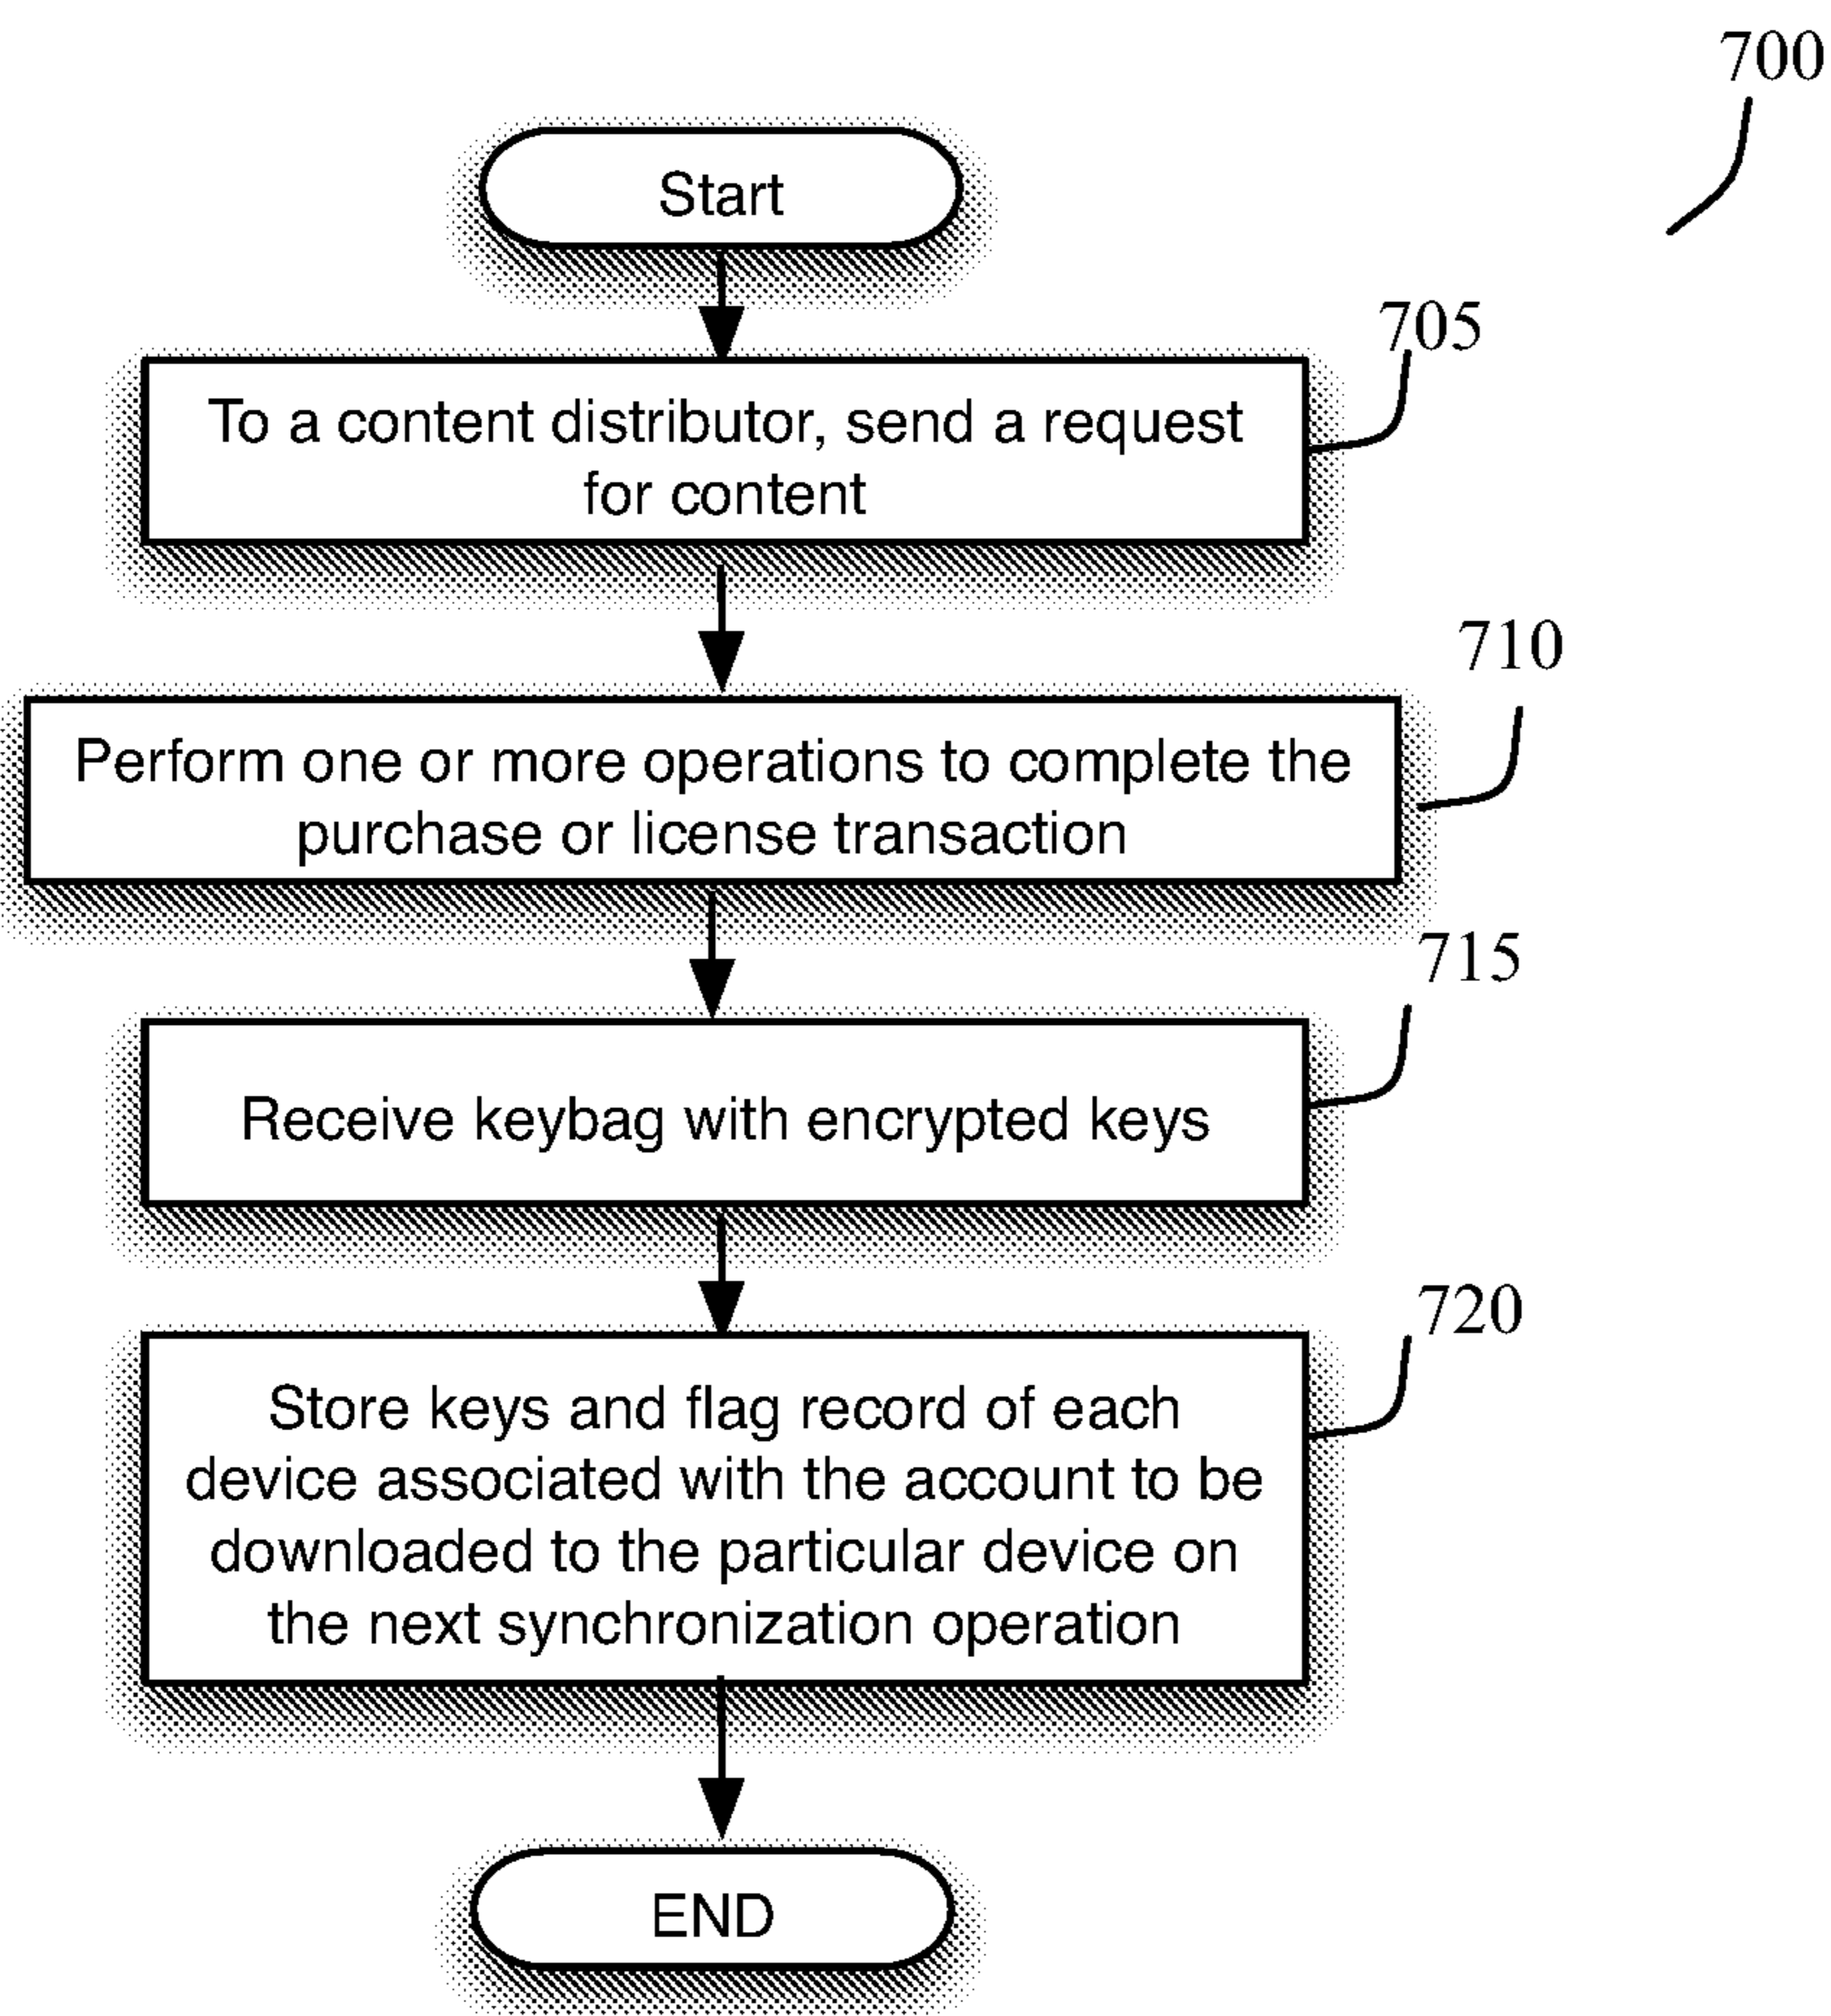 700
Start
705
To a content distributor, send a request
for content
710
Perform one or more operations to complete the
purchase or license transaction
715
Receive keybag with encrypted keys
720
Store keys and flag record of each
device associated with the account to be
downloaded to the particular device on
the next synchronization operation
END